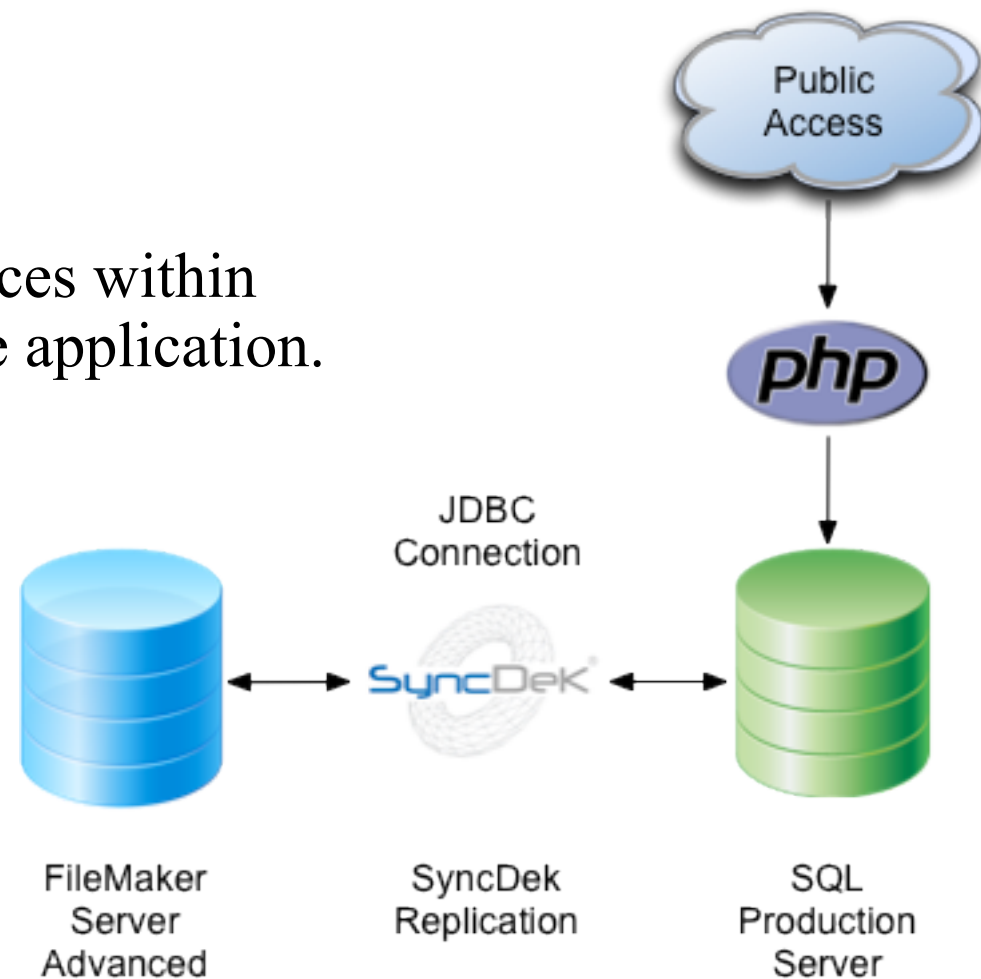 Public
Access
ces within
e application.
php
JDBC
Connection
SyncDeK
FileMaker
Server
Advanced
SyncDek
Replication
SQL
Production
Server